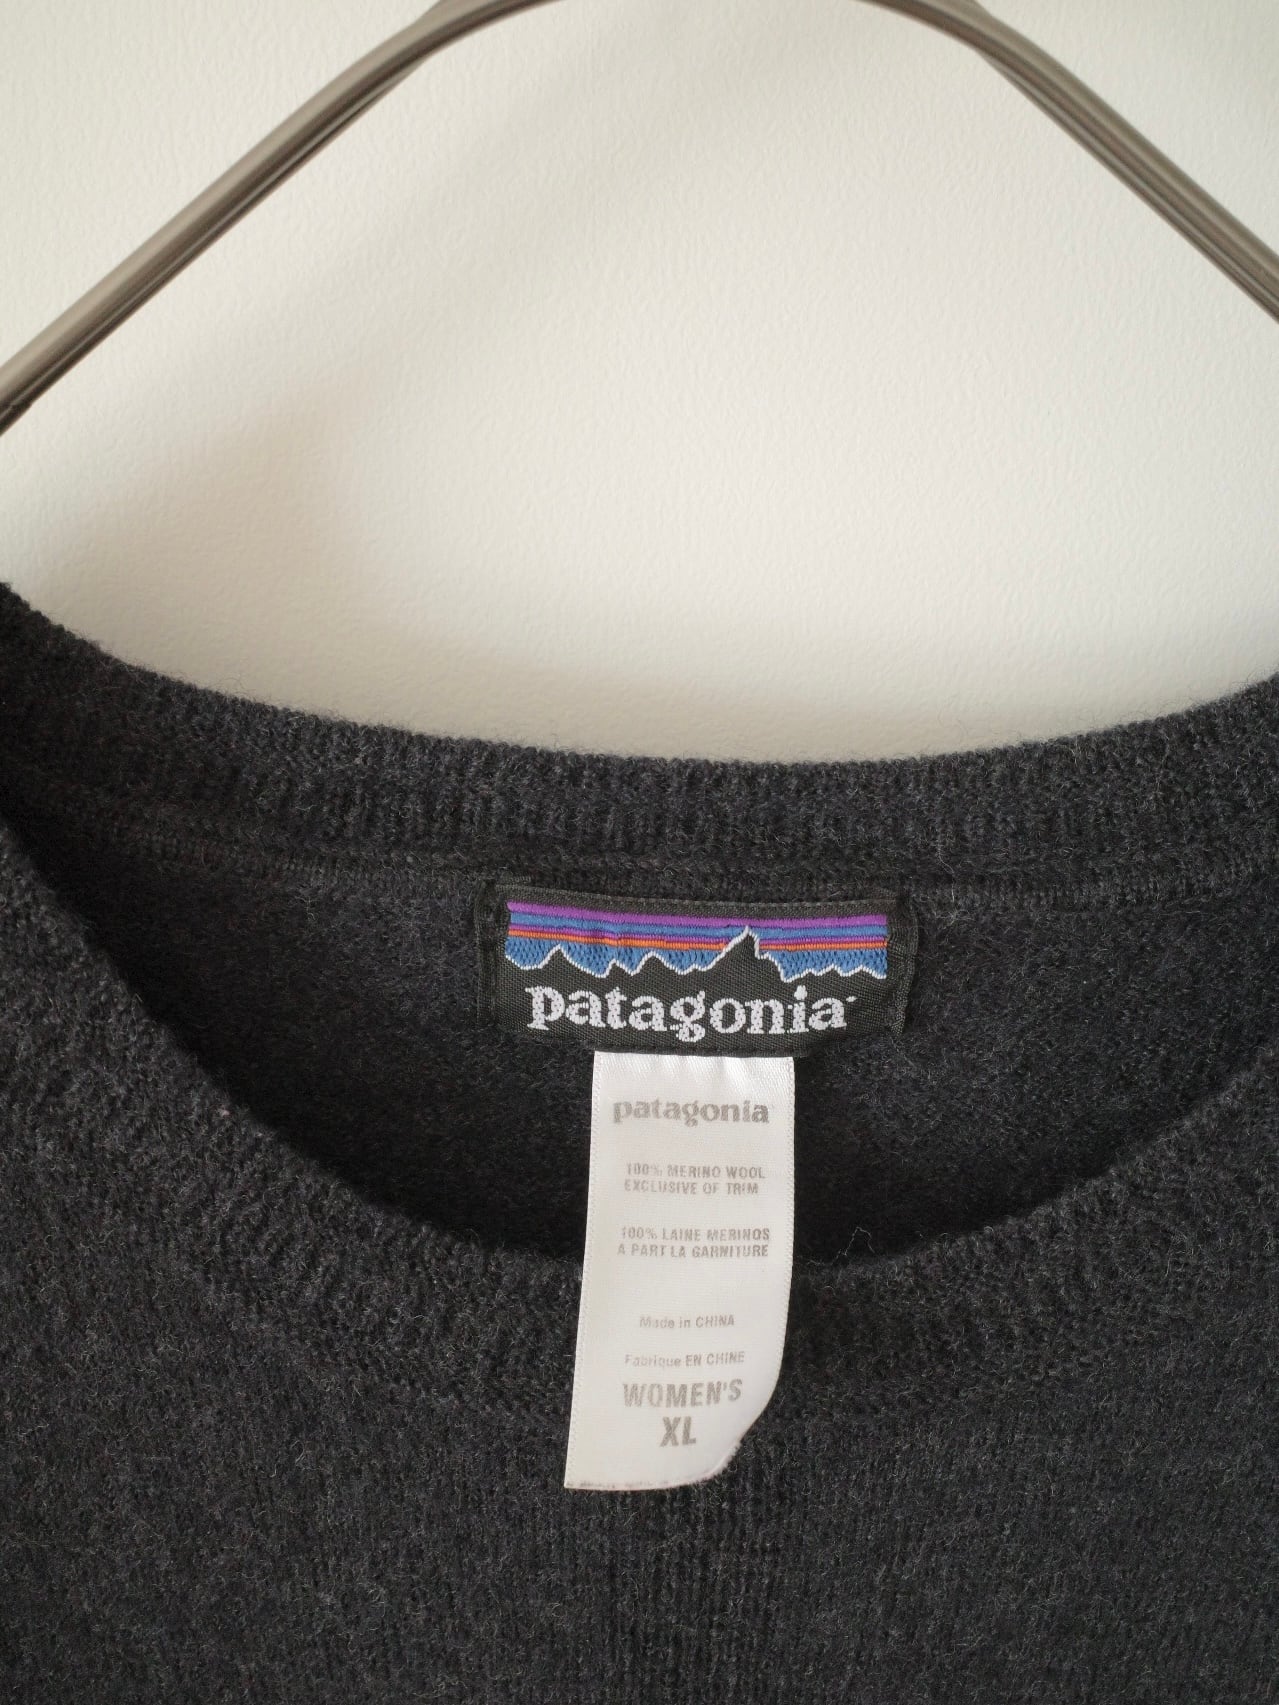 patagonia
patagonia
100% MERINO WOOL
EXCLUSIVE OF TRIM
100% LAINE MERINOS
A PART LA GARNITURE
Made in CHINA
Fabrique EN CHINE
WOMEN'S
XL